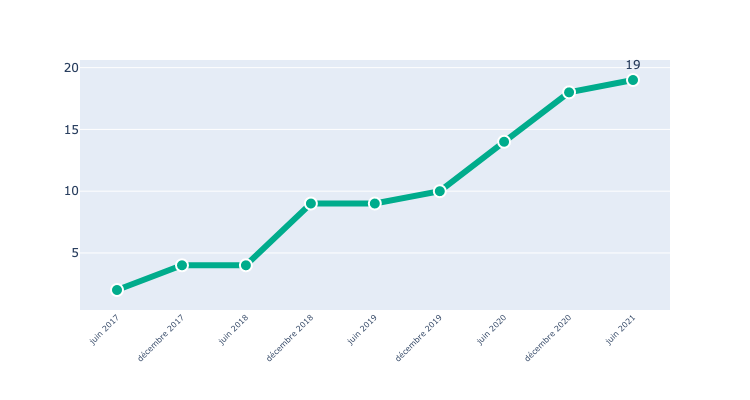 19
20
15
10
5
juin 2017
décembre 2017
juin 2018
décembre 2018
juin 2019
décembre 2019
juin 2020
décembre 2020
juin 2021